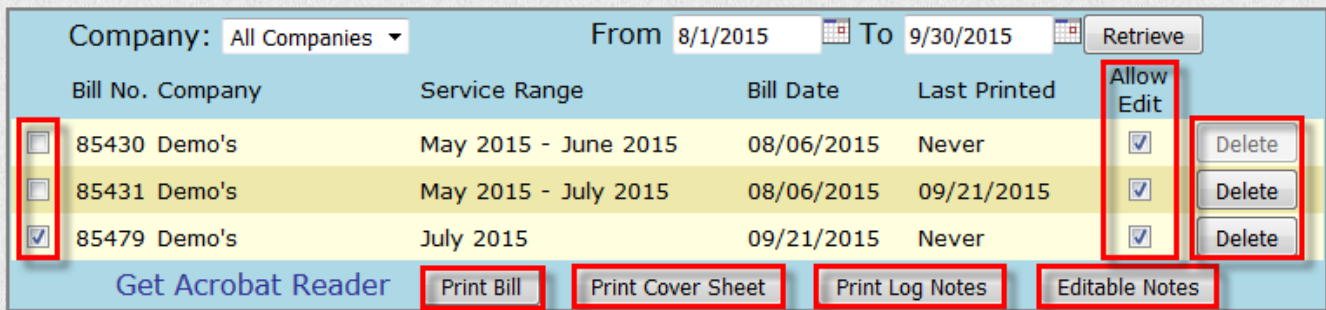 Company: All Companies From 8/1/2015 To 9/30/2015 Retrieve
Bill No. Company Service Range Bill Date Last Printed Allow Edit
85430 Demo's May 2015 - June 2015 08/06/2015 Never Delete
85431 Demo's May 2015 - July 2015 08/06/2015 09/21/2015 Delete
85479 Demo's July 2015 09/21/2015 Never Delete
Get Acrobat Reader Print Bill Print Cover Sheet Print Log Notes Editable Notes